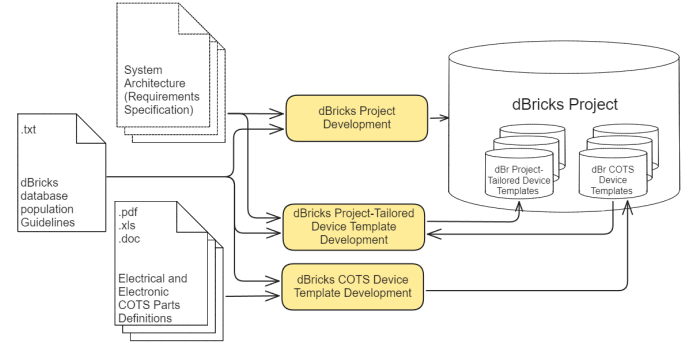 System
Architecture
(Requirements
Specification)
.txt
dBricks
database
population
Guidelines
.pdf
.xls
.doc
Electrical and
Electronic
COTS Parts
Definitions
dBricks Project
Development
dBricks Project-Tailored
Device Template
Development
dBricks COTS Device
Template Development
dBricks Project
dBr Project-
Tailored Device
Templates
dBr COTS
Device
Templates